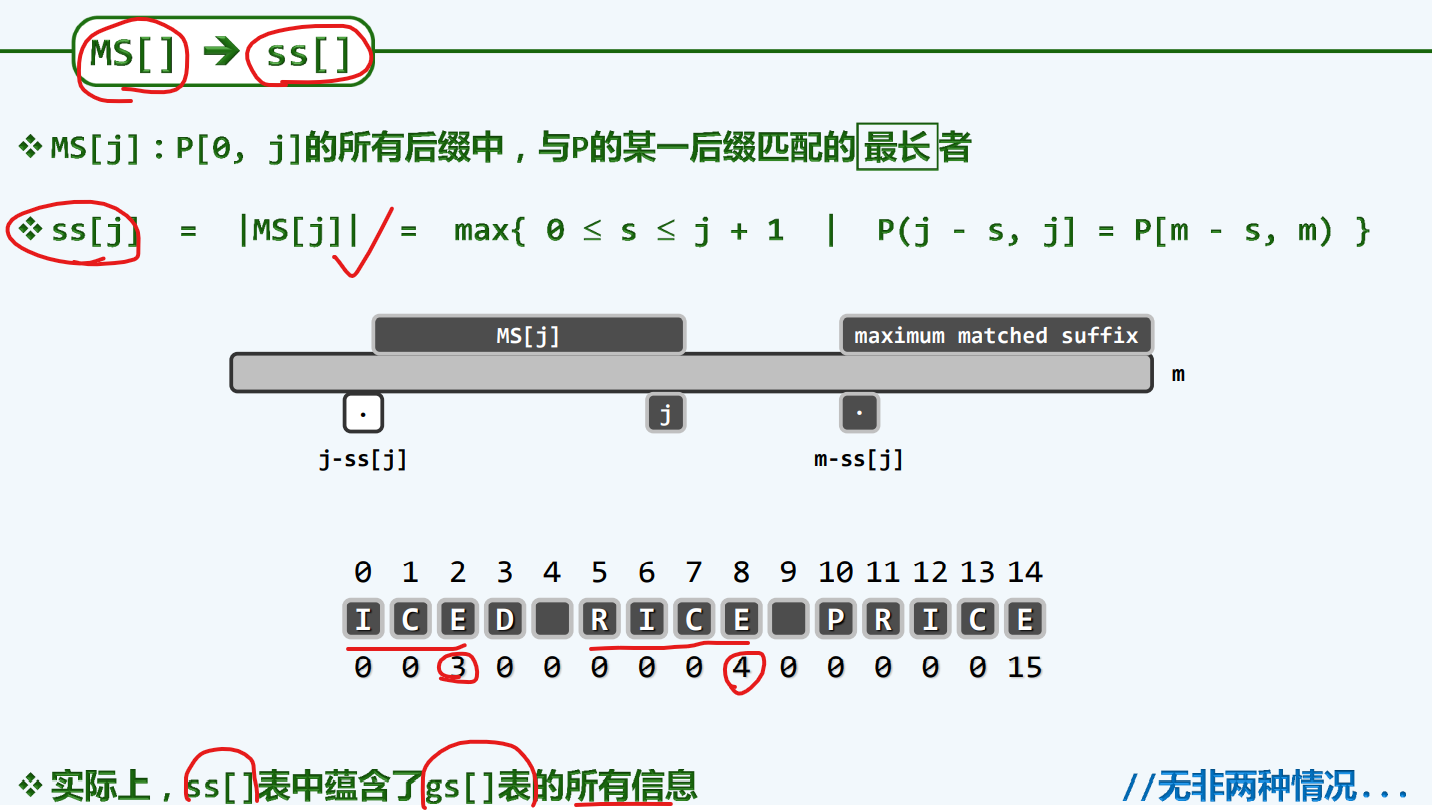 MS[] → ss[]
❖ MS[j]：P[0, j]的所有后缀中，与P的某一后缀匹配的最长者
❖ ss[j] = |MS[j]| = max{ 0 ≤ s ≤ j + 1 | P(j - s, j] = P[m - s, m) }
MS[j] maximum matched suffix
m
· j ·
j-ss[j] m-ss[j]
0 1 2 3 4 5 6 7 8 9 10 11 12 13 14
I C E D R I C E P R I C E
0 0 3 0 0 0 0 0 4 0 0 0 0 0 15
❖ 实际上，ss[]表中蕴含了gs[]表的所有信息 //无非两种情况...